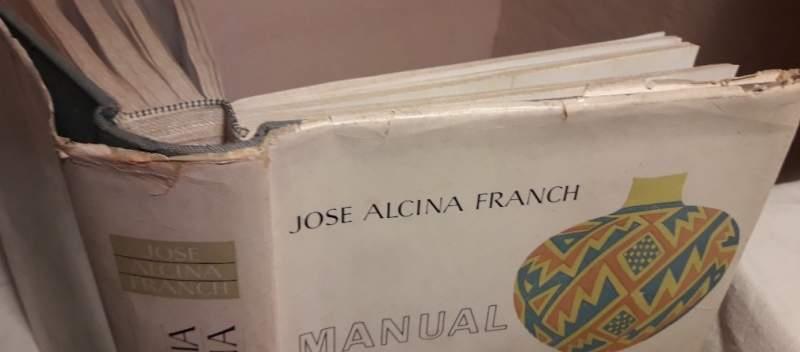 JOSE
ALCINA
FRANCH
JOSE ALCINA FRANCH
MANUAL